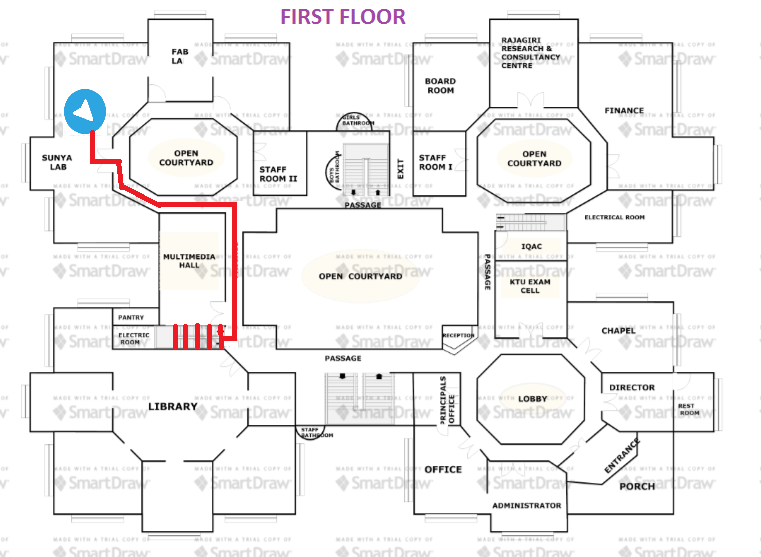 FIRST FLOOR
FAB
LA
RAJAGIRI
RESEARCH &
CONSULTANCY
CENTRE
BOARD
ROOM
FINANCE
GIRLS
BATHROOM
SUNYA
LAB
OPEN
COURTYARD
STAFF
ROOM II
BOYS
BATHROOM
EXIT
STAFF
ROOM I
OPEN
COURTYARD
PASSAGE
ELECTRICAL ROOM
MULTIMEDIA
HALL
OPEN COURTYARD
PASSAGE
IQAC
KTU EXAM
CELL
PANTRY
ELECTRIC
ROOM
RECEPTION
CHAPEL
PASSAGE
LIBRARY
PRINCIPALS
OFFICE
LOBBY
DIRECTOR
REST
ROOM
STAFF
BATHROOM
OFFICE
ENTRANCE
PORCH
ADMINISTRATOR
MADE WITH A TRIAL COPY OF
SmartDraw